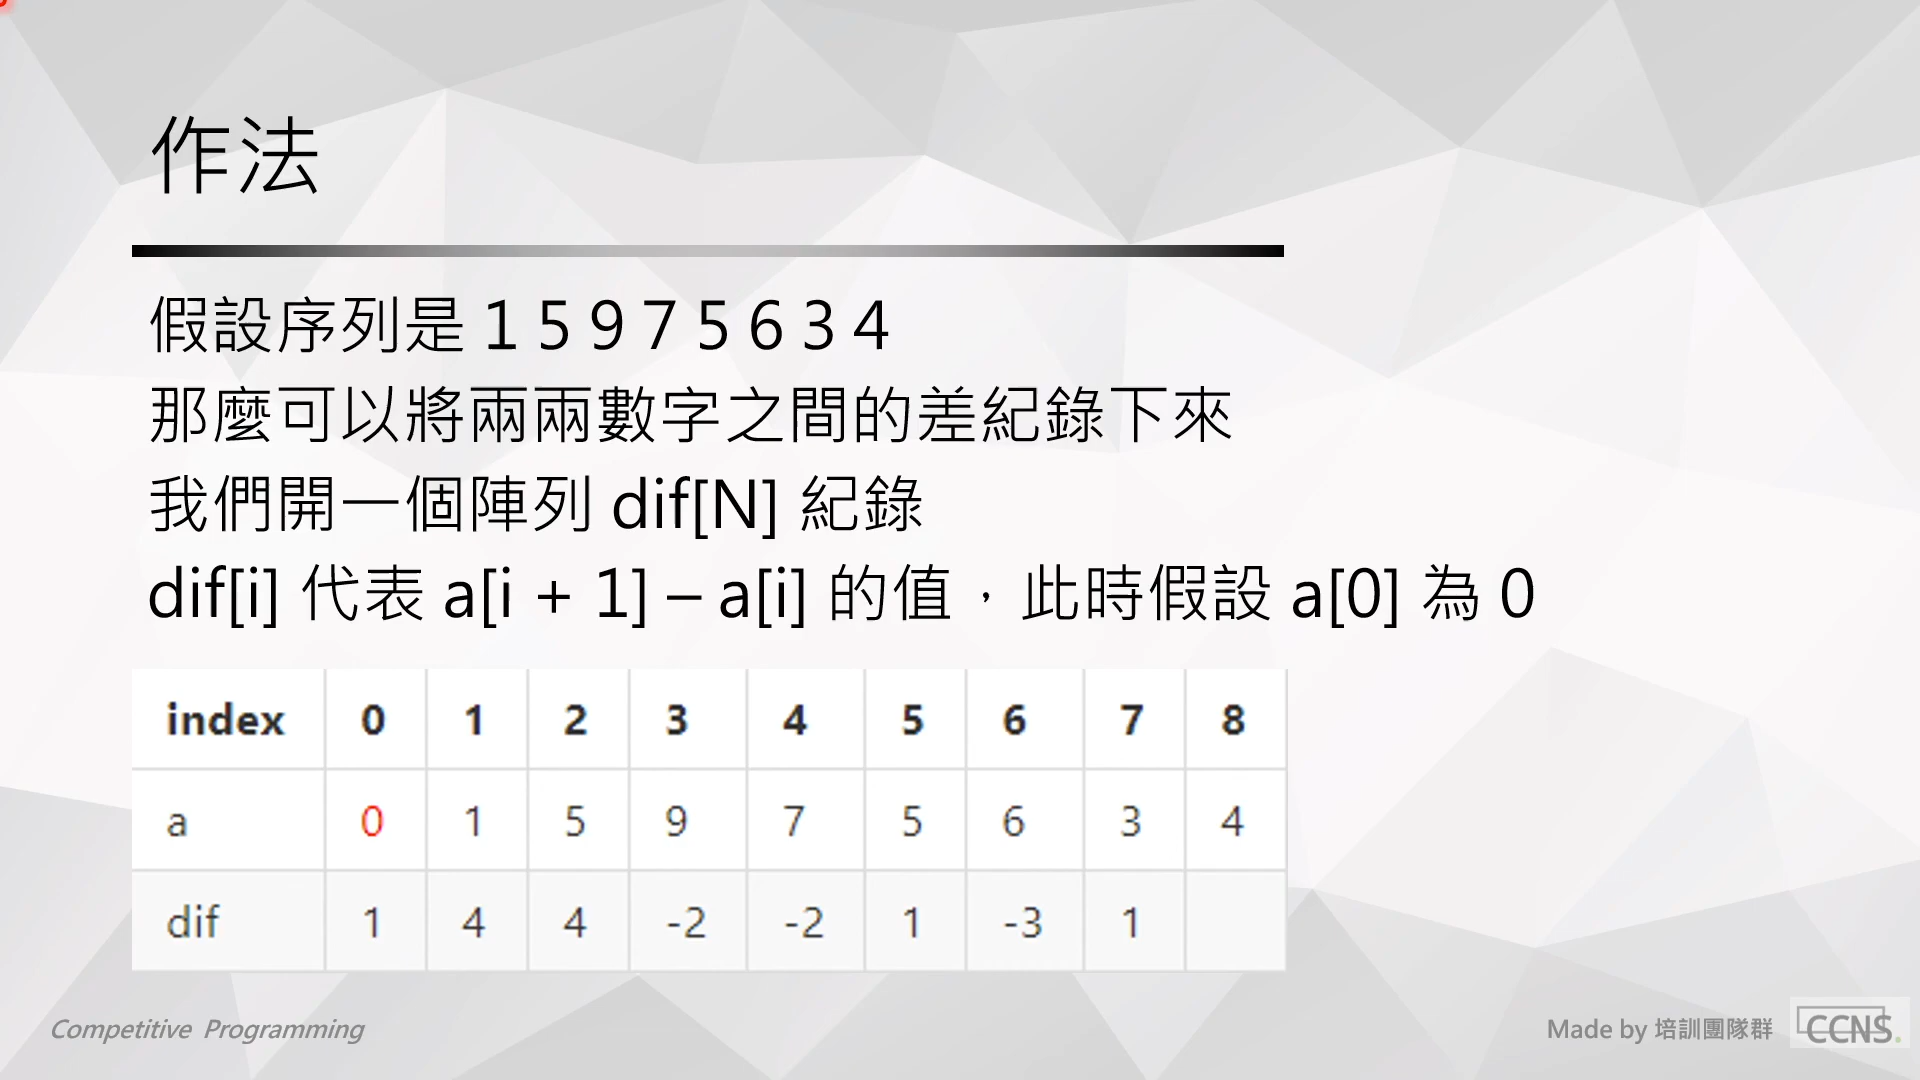 作法
假設序列是 1 5 9 7 5 6 3 4
那麼可以將兩兩數字之間的差紀錄下來
我們開一個陣列 dif[N] 紀錄
dif[i] 代表 a[i + 1] – a[i] 的值，此時假設 a[0] 為 0
index 0 1 2 3 4 5 6 7 8
a 0 1 5 9 7 5 6 3 4
dif 1 4 4 -2 -2 1 -3 1
Competitive Programming
Made by 培訓團隊群
CCNS.